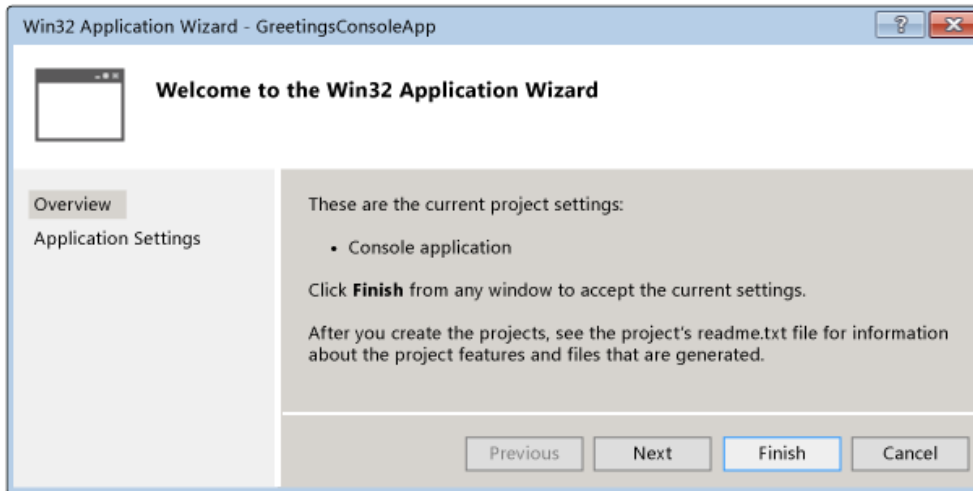 Win32 Application Wizard - GreetingsConsoleApp
?
Welcome to the Win32 Application Wizard
Overview
Application Settings
These are the current project settings:
• Console application
Click Finish from any window to accept the current settings.
After you create the projects, see the project's readme.txt file for information
about the project features and files that are generated.
Previous
Next
Finish
Cancel